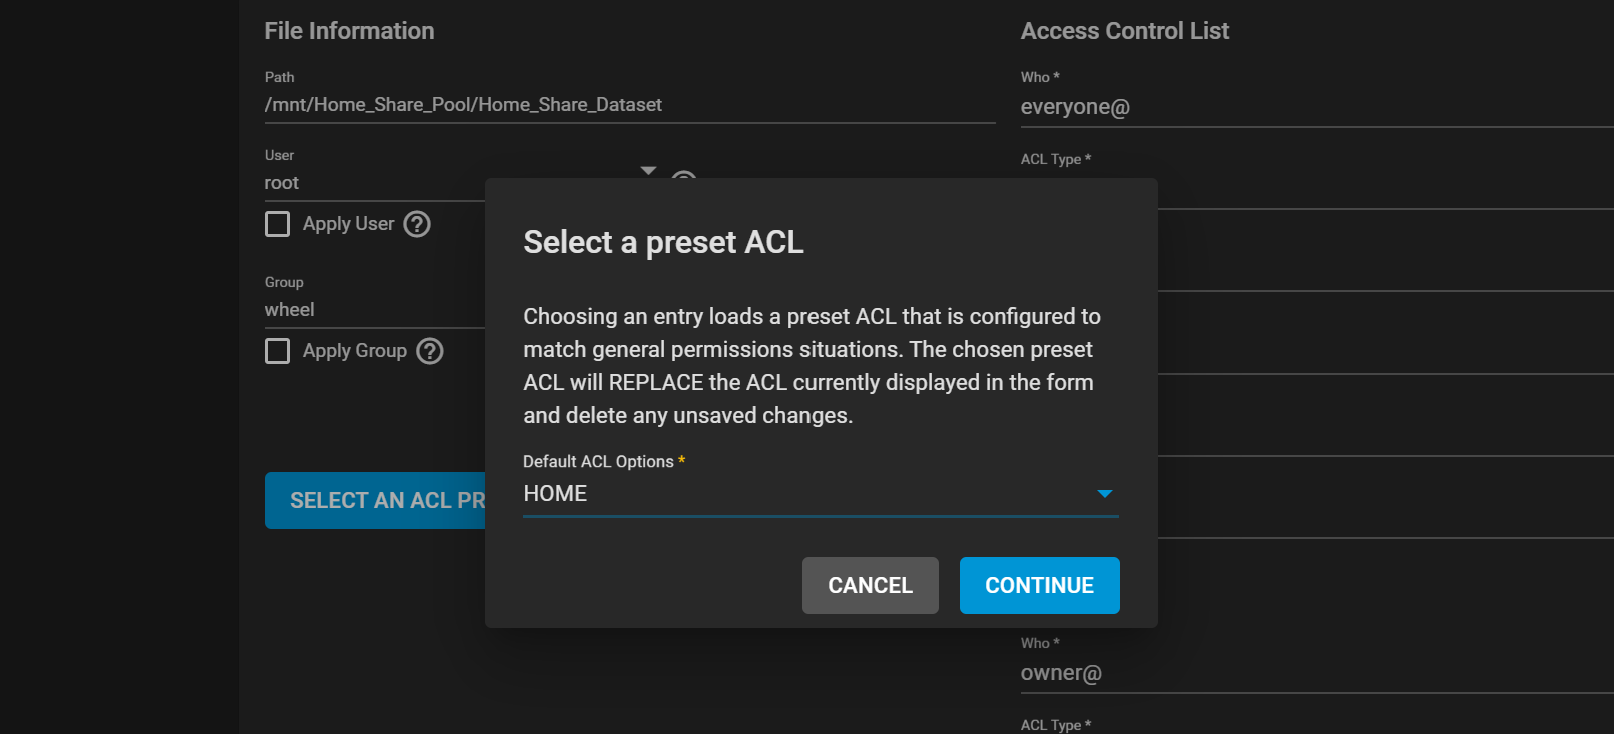 File Information
Path
/mnt/Home_Share_Pool/Home_Share_Dataset
User
root
Apply User
Group
wheel
Apply Group
SELECT AN ACL
Select a preset ACL
Choosing an entry loads a preset ACL that is configured to
match general permissions situations. The chosen preset
ACL will REPLACE the ACL currently displayed in the form
and delete any unsaved changes.
Default ACL Options *
HOME
CANCEL
CONTINUE
Access Control List
Who *
everyone@
ACL Type *
Who *
owner@
ACL Type *